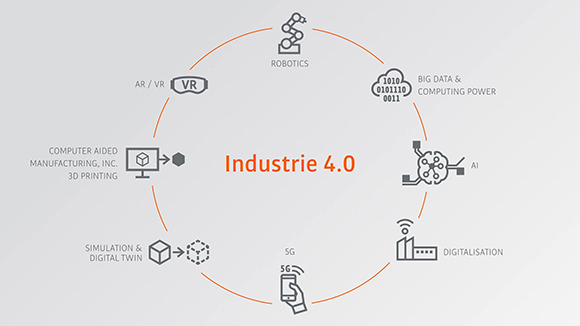 ROBOTICS
BIG DATA &
COMPUTING POWER
1010
0101110
0011
AI
DIGITALISATION
5G
5G
SIMULATION &
DIGITAL TWIN
COMPUTER AIDED
MANUFACTURING, INC.
3D PRINTING
AR / VR
VR
Industrie 4.0